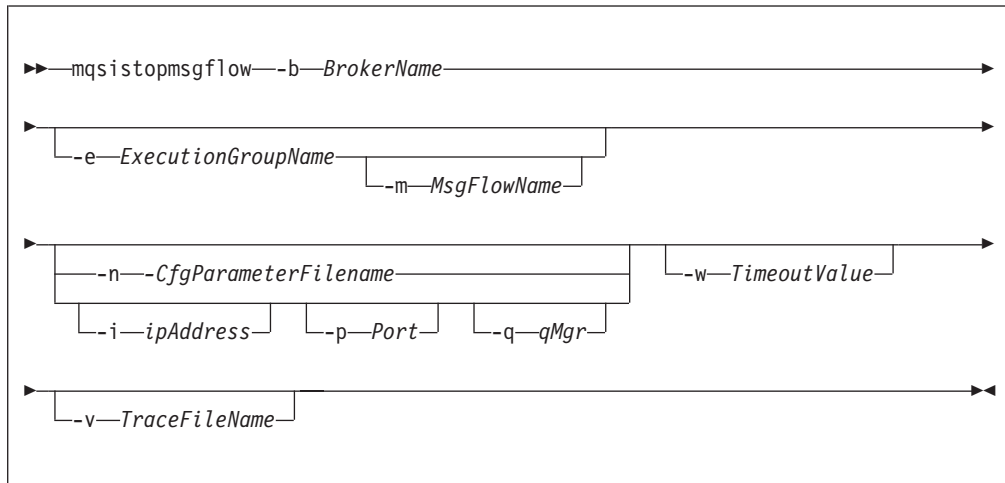 mqsistopmsgflow -b BrokerName
-e ExecutionGroupName
-m MsgFlowName
-n -CfgParameterFilename
-w TimeoutValue
-i ipAddress -p Port -q qMgr
-v TraceFileName